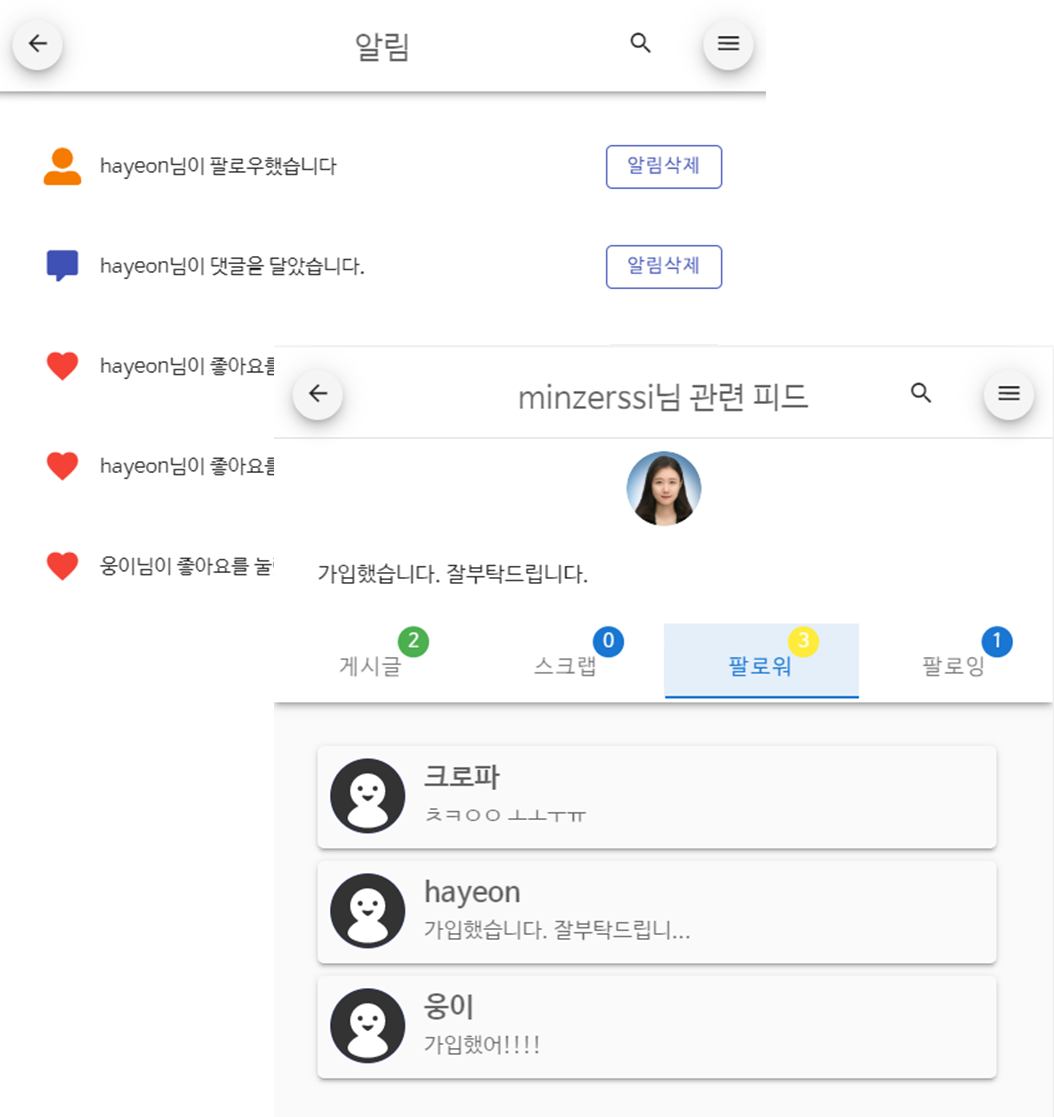 알림
hayeon님이 팔로우했습니다
알림삭제
hayeon님이 댓글을 달았습니다.
알림삭제
hayeon님이 좋아요를
hayeon님이 좋아요를
웅이님이 좋아요를
minzerssi님 관련 피드
가입했습니다. 잘부탁드립니다.
게시글 2
스크랩 0
팔로워 3
팔로잉 1
크로파
ㅊㅋㅇㅇ ㅗㅗㅜㅠ
hayeon
가입했습니다. 잘부탁드립니...
웅이
가입했어!!!!